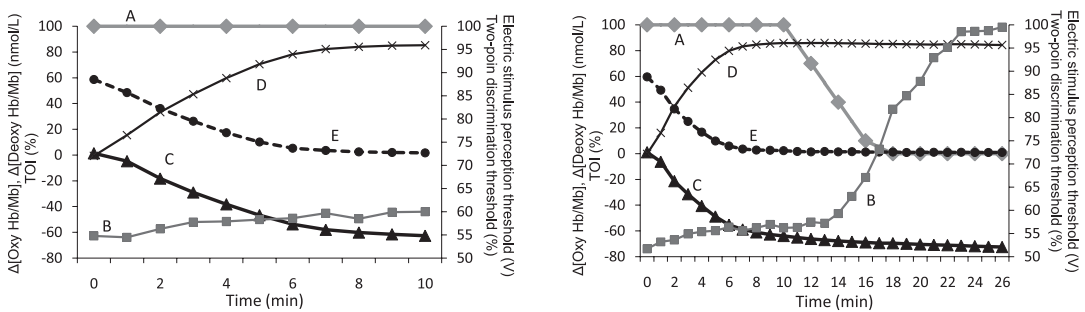 Δ[Oxy Hb/Mb], Δ[Deoxy Hb/Mb] (nmol/L)
TOI (%)
100
80
60
40
20
0
-20
-40
-60
-80
A
D
E
C
B
100
95
90
85
80
75
70
65
60
55
50
Electric stimulus perception threshold (V)
Two-poin discrimination threshold (%)
0 2 4 6 8 10
Time (min)
Δ[Oxy Hb/Mb], Δ[Deoxy Hb/Mb] (nmol/L)
TOI (%)
100
80
60
40
20
0
-20
-40
-60
-80
A
D
E
C
B
100
95
90
85
80
75
70
65
60
55
50
Electric stimulus perception threshold (V)
Two-poin discrimination threshold (%)
0 2 4 6 8 10 12 14 16 18 20 22 24 26
Time (min)